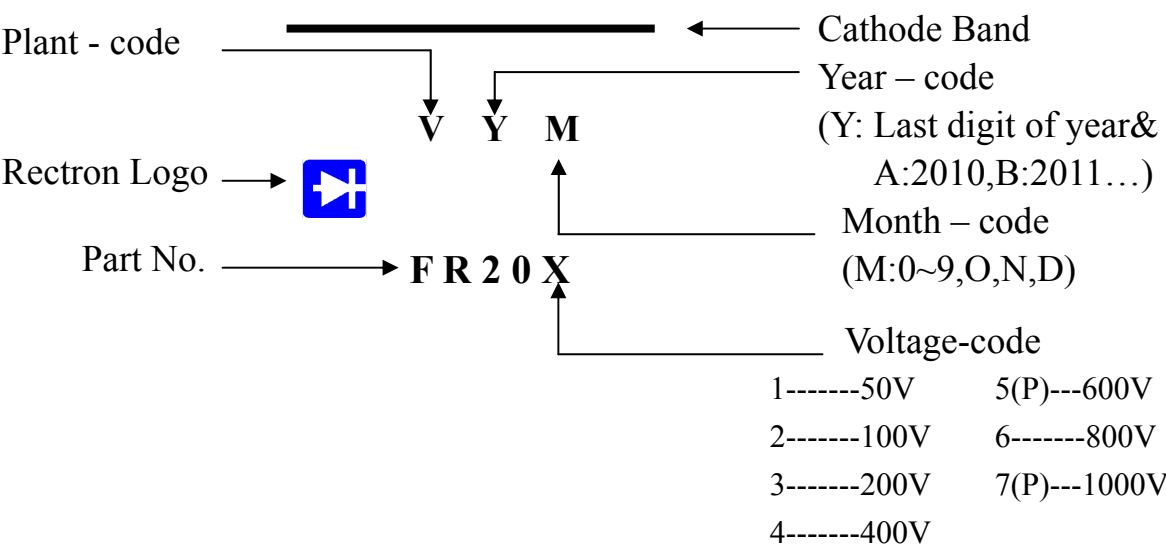 Plant - code
Cathode Band
Year – code
V Y M
(Y: Last digit of year&
A:2010,B:2011…)
Rectron Logo
Month – code
(M:0~9,O,N,D)
Part No.
F R 2 0 X
Voltage-code
1-------50V 5(P)---600V
2-------100V 6-------800V
3-------200V 7(P)---1000V
4-------400V